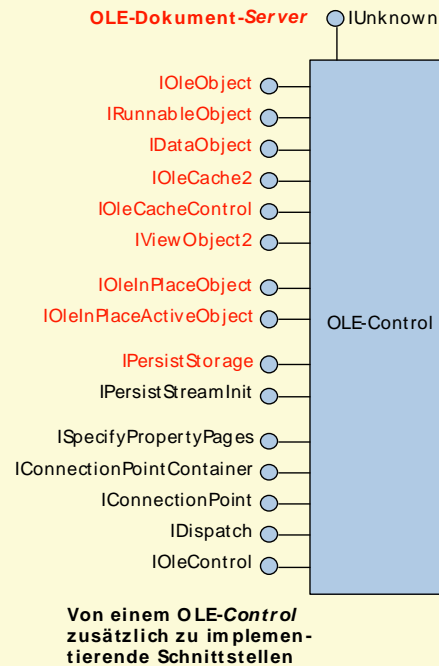 OLE-Dokument-Server
IUnknown
IOleObject
IRunnableObject
IDataObject
IOleCache2
IOleCacheControl
IViewObject2
IOleInPlaceObject
IOleInPlaceActiveObject
OLE-Control
IPersistStorage
IPersistStreamInit
ISpecifyPropertyPages
IConnectionPointContainer
IConnectionPoint
IDispatch
IOleControl
Von einem OLE-Control
zusätzlich zu implemen-
tierende Schnittstellen